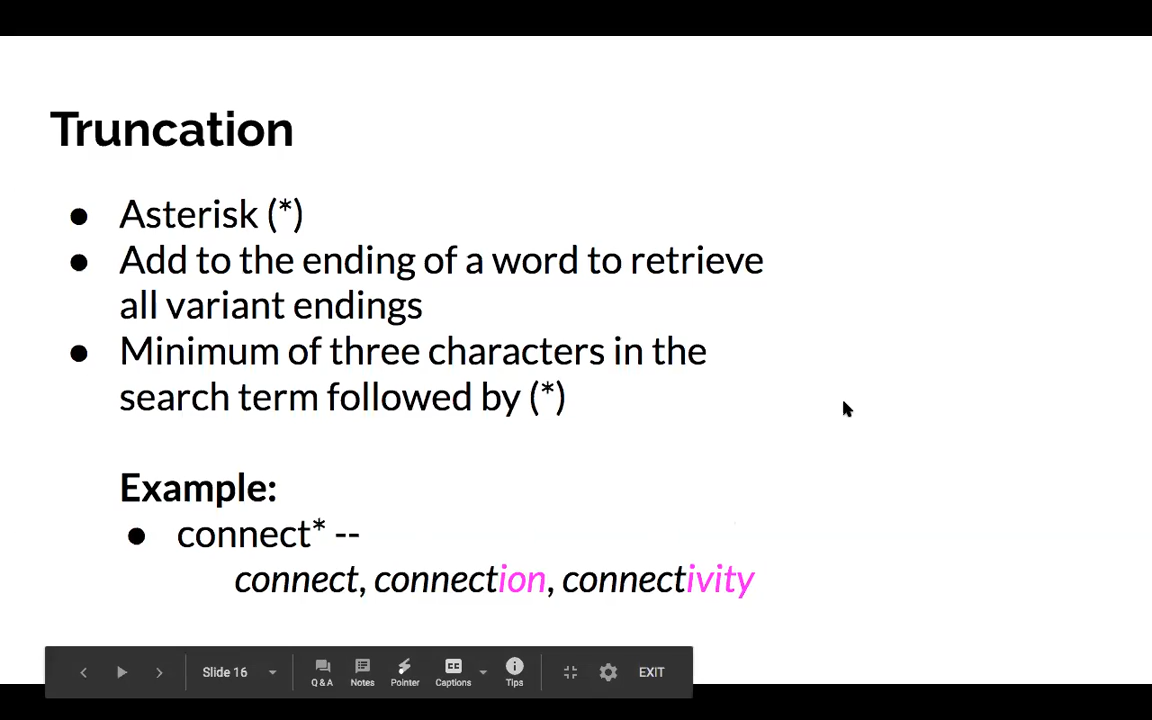 Truncation
● Asterisk (*)
● Add to the ending of a word to retrieve
all variant endings
● Minimum of three characters in the
search term followed by (*)
Example:
● connect* --
connect, connection, connectivity
Slide 16
Q & A
Notes
Pointer
CC
Captions
Tips
EXIT